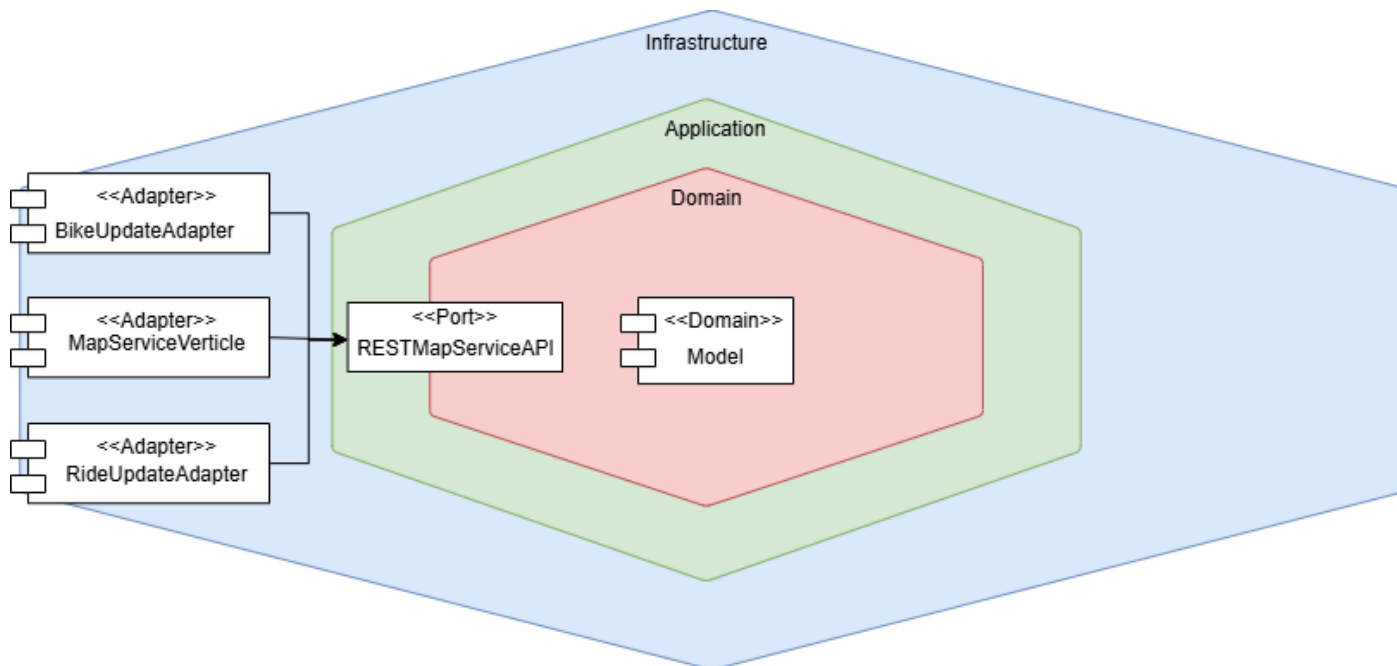 Infrastructure
Application
Domain
<<Adapter>>
BikeUpdateAdapter
<<Adapter>>
MapServiceVerticle
<<Adapter>>
RideUpdateAdapter
<<Port>>
RESTMapServiceAPI
<<Domain>>
Model